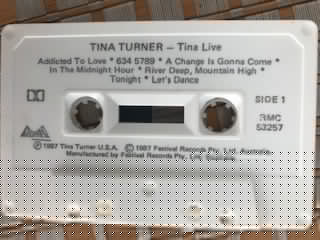 TINA TURNER – Tina Live
Addicted To Love * 634 5789 * A Change Is Gonna Come *
In The Midnight Hour * River Deep, Mountain High *
Tonight * Let's Dance
SIDE 1
RMC
53257
℗ 1987 Tina Turner U.S.A. © 1987 Festival Records Pty. Ltd. Australia.
Manufactured by Festival Records Pty. Ltd. Australia